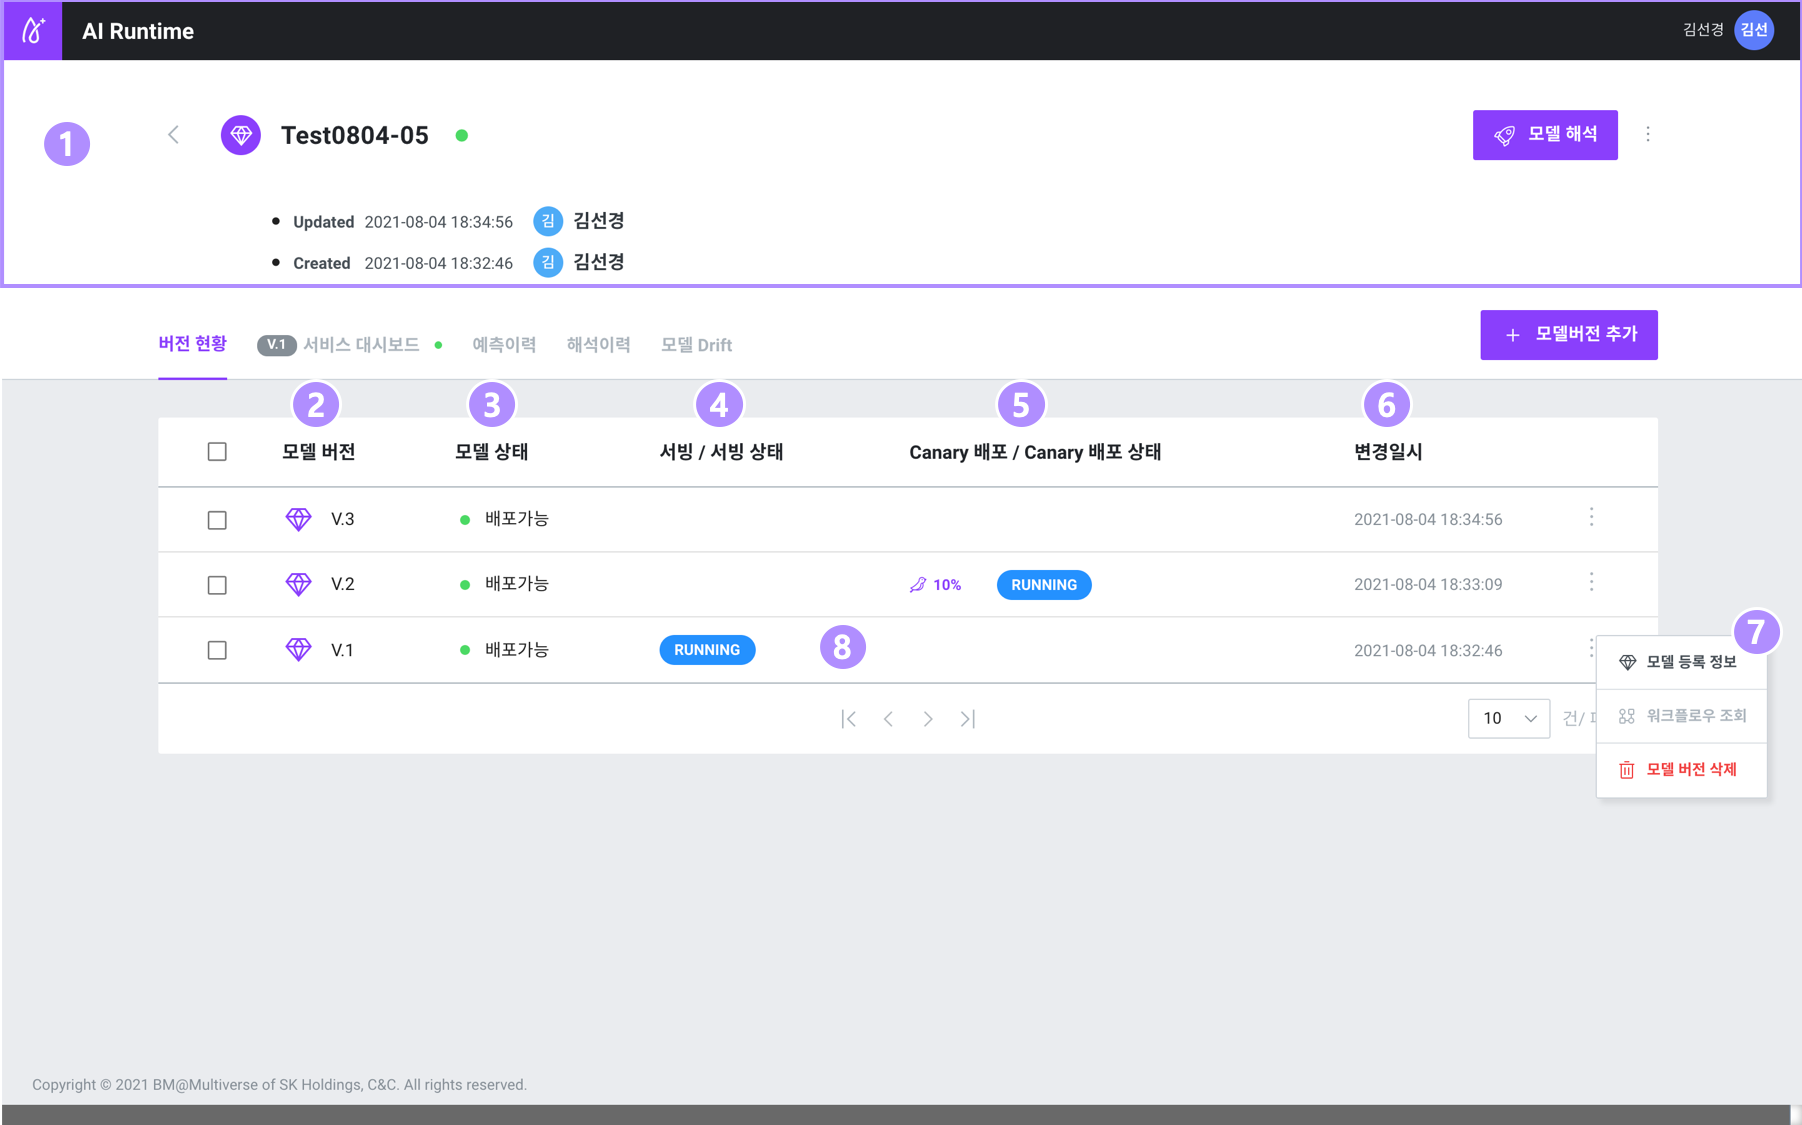 AI Runtime
김선경 김선
1
Test0804-05
모델 해석
Updated 2021-08-04 18:34:56 김 김선경
Created 2021-08-04 18:32:46 김 김선경
버전 현황 V.1 서비스 대시보드 예측이력 해석이력 모델 Drift
+ 모델버전 추가
2 3 4 5 6
모델 버전 모델 상태 서빙 / 서빙 상태 Canary 배포 / Canary 배포 상태 변경일시
V.3 배포가능 2021-08-04 18:34:56
V.2 배포가능 10% RUNNING 2021-08-04 18:33:09
V.1 배포가능 RUNNING 8 2021-08-04 18:32:46
7
모델 등록 정보
워크플로우 조회
모델 버전 삭제
10 건/
Copyright © 2021 BM@Multiverse of SK Holdings, C&C. All rights reserved.